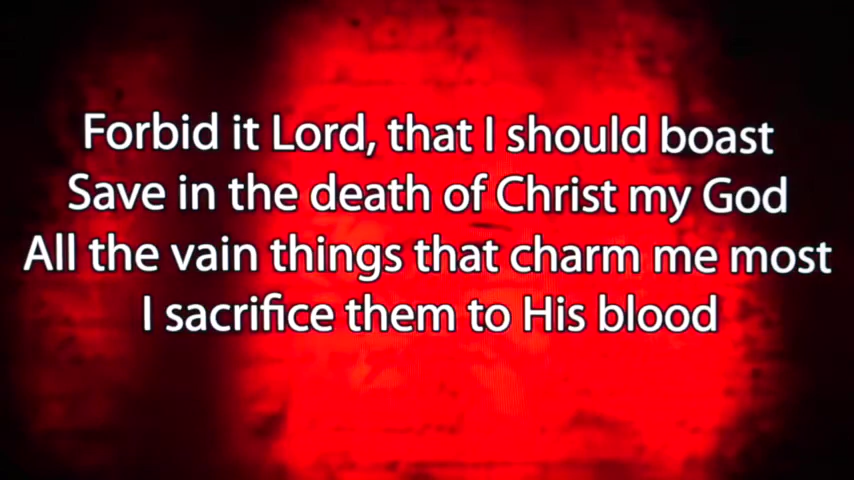 Forbid it Lord, that I should boast
Save in the death of Christ my God
All the vain things that charm me most
I sacrifice them to His blood